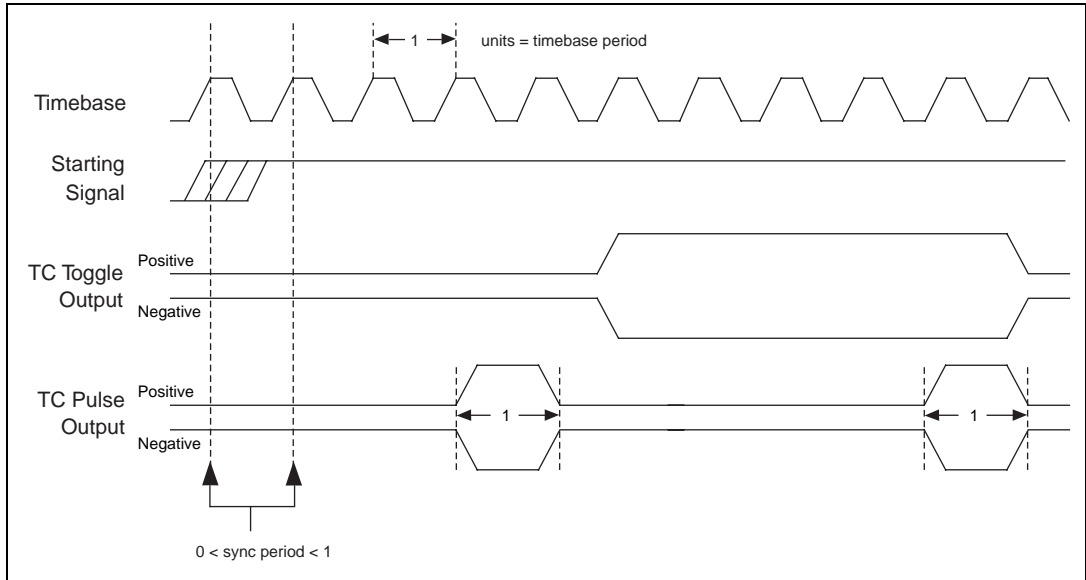 1
units = timebase period
Timebase
Starting
Signal
TC Toggle
Output
Positive
Negative
TC Pulse
Output
Positive
Negative
1
1
0 < sync period < 1